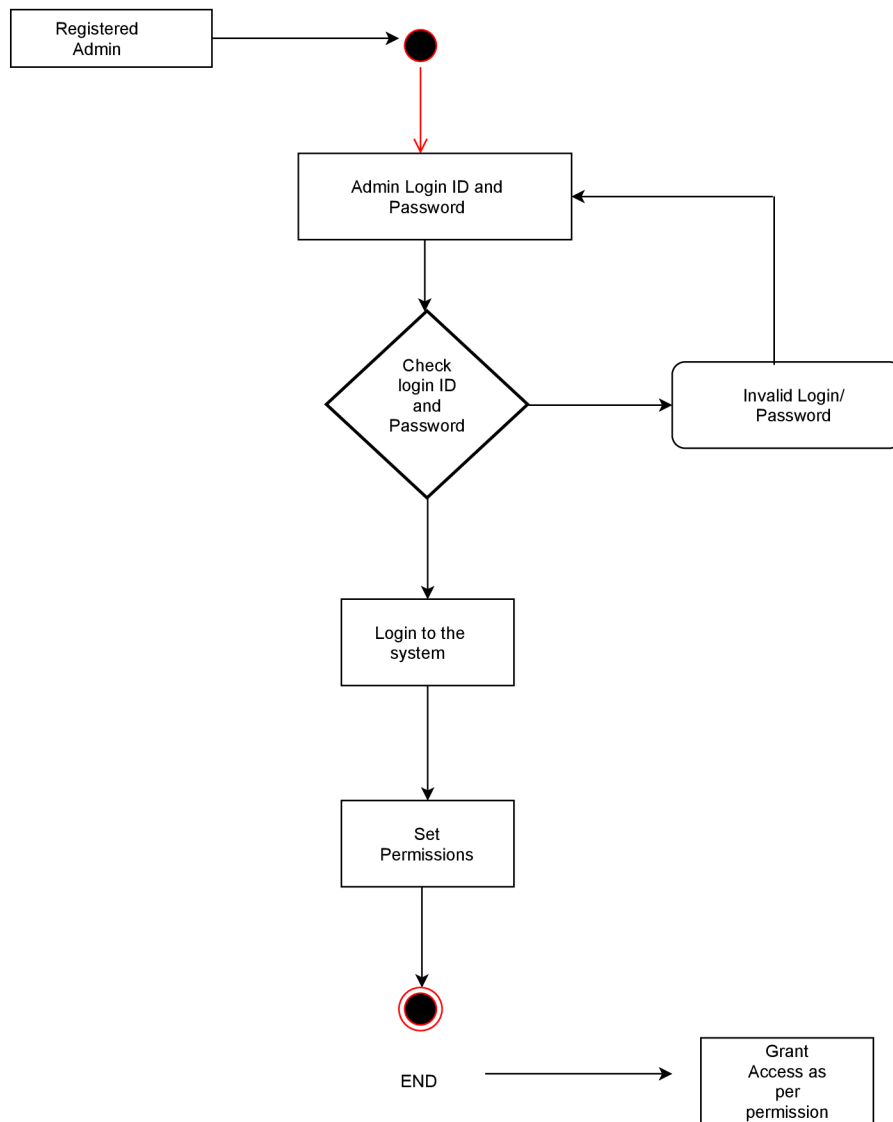 Registered
Admin
Admin Login ID and
Password
Check
login ID
and
Password
Invalid Login/
Password
Login to the
system
Set
Permissions
END
Grant
Access as
per
permission